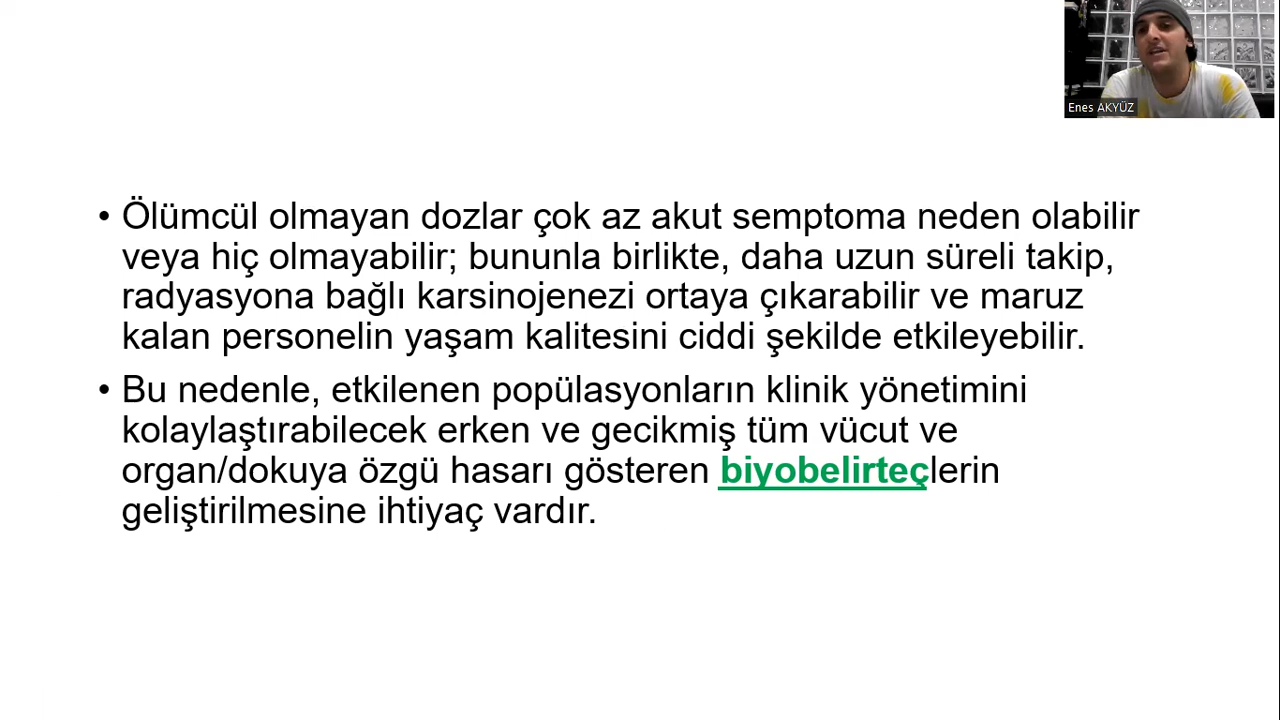 Enes AKYÜZ
• Ölümcül olmayan dozlar çok az akut semptoma neden olabilir
veya hiç olmayabilir; bununla birlikte, daha uzun süreli takip,
radyasyona bağlı karsinojenezi ortaya çıkarabilir ve maruz
kalan personelin yaşam kalitesini ciddi şekilde etkileyebilir.
• Bu nedenle, etkilenen popülasyonların klinik yönetimini
kolaylaştırabilecek erken ve gecikmiş tüm vücut ve
organ/dokuya özgü hasarı gösteren biyobelirteçlerin
geliştirilmesine ihtiyaç vardır.